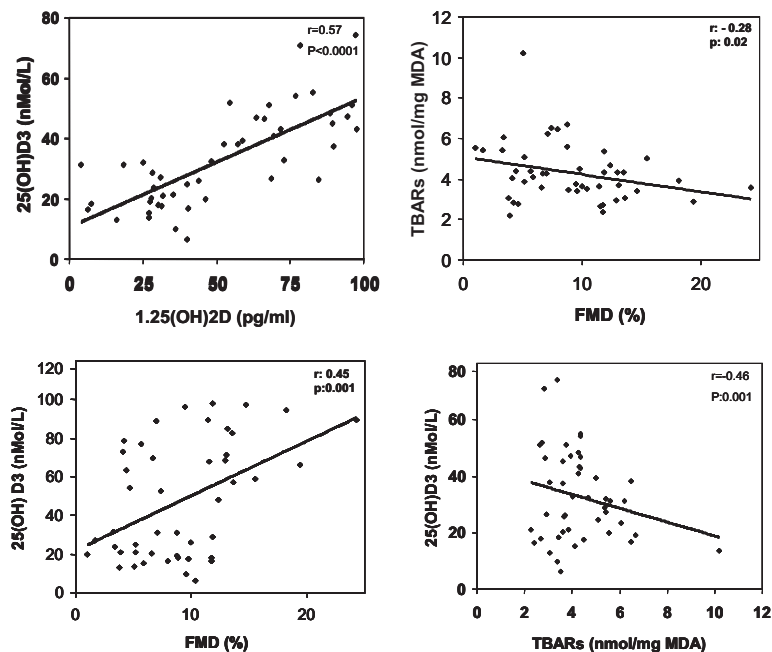 80
60
40
20
0
25(OH)D3 (nMol/L)
r=0.57
P<0.0001
0 25 50 75 100
1.25(OH)2D (pg/ml)
12
10
8
6
4
2
0
TBARs (nmol/mg MDA)
r: - 0.28
p: 0.02
0 10 20
FMD (%)
120
100
80
60
40
20
0
25(OH) D3 (nMol/L)
r: 0.45
p:0.001
0 10 20
FMD (%)
80
60
40
20
0
25(OH)D3 (nMol/L)
r=-0.46
P:0.001
0 2 4 6 8 10 12
TBARs (nmol/mg MDA)